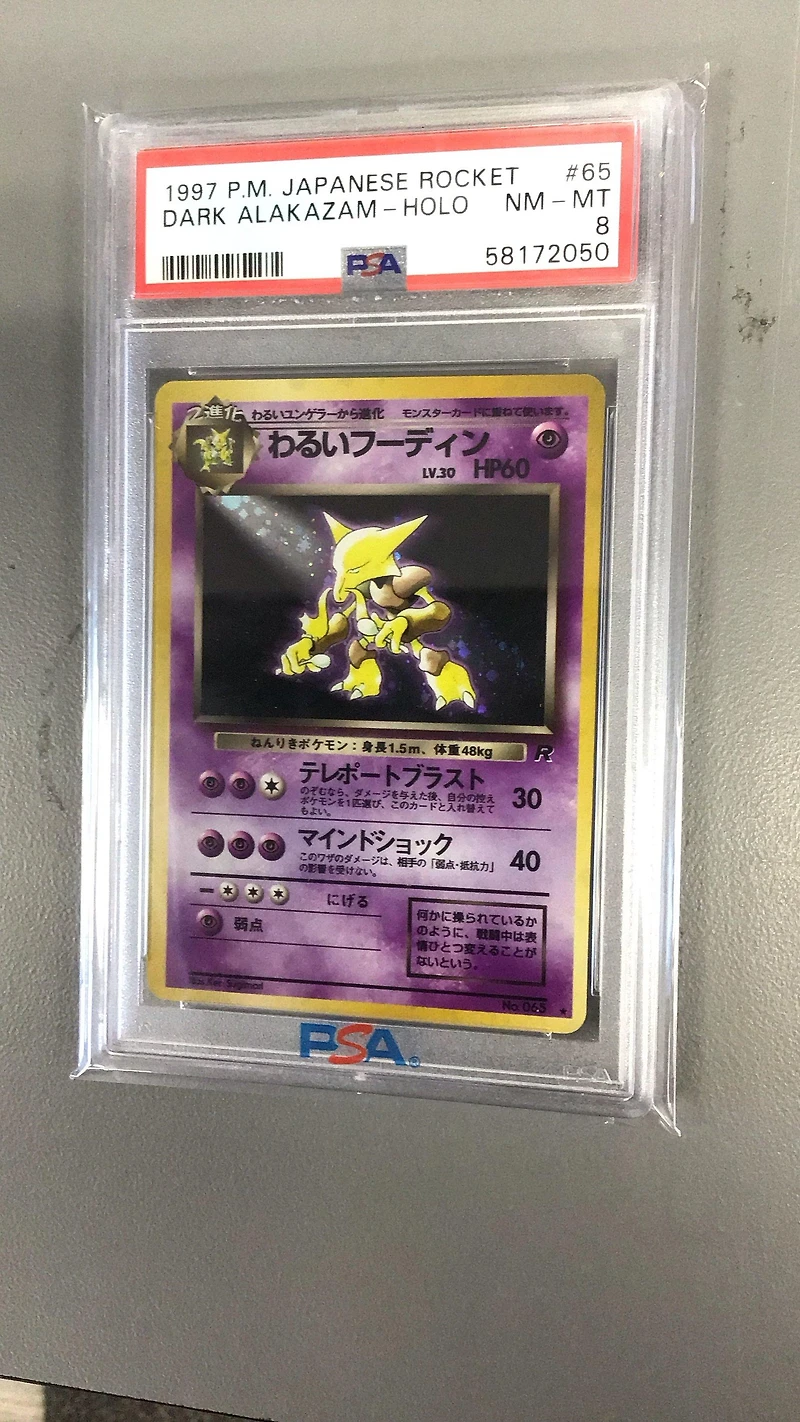 1997 P.M. JAPANESE ROCKET #65
DARK ALAKAZAM - HOLO NM - MT
8
58172050
PSA
2進化 わるいユンゲラーから進化 モンスターカードに重ねて使います。
わるいフーディン
LV.30 HP60
ねんりきポケモン:身長1.5m、体重48kg
R
テレポートブラスト 30
のぞむなら、ダメージを与えた後、自分の控え
ポケモンを1匹選び、このカードと入れ替えて
もよい。
マインドショック 40
このワザのダメージは、相手の「弱点・抵抗力」
の影響を受けない。
にげる
弱点
何かに操られているか
のように、戦闘中は表
情ひとつ変えることが
ないという。
Illus. Ken Sugimori
No.065 ★
PSA®
PSA